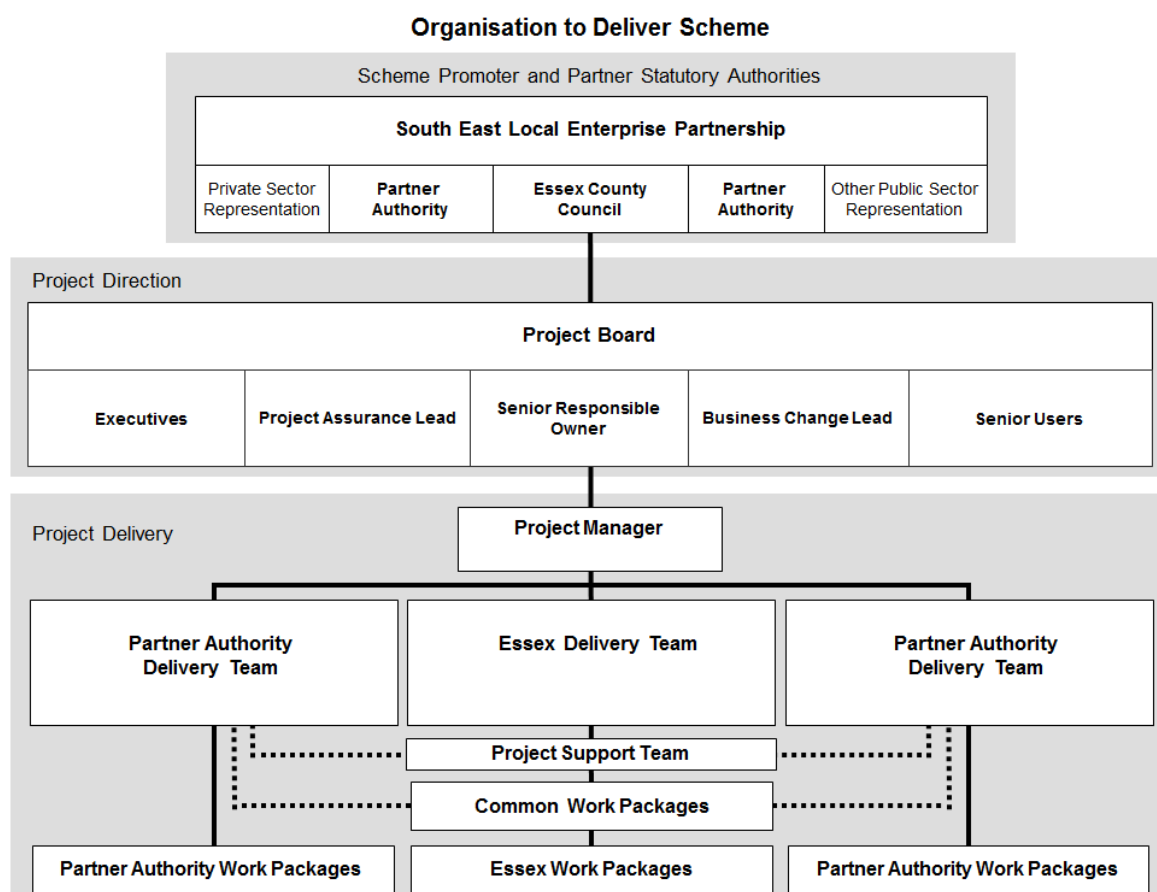 Organisation to Deliver Scheme
Scheme Promoter and Partner Statutory Authorities
South East Local Enterprise Partnership
Private Sector
Representation
Partner
Authority
Essex County
Council
Partner
Authority
Other Public Sector
Representation
Project Direction
Project Board
Executives
Project Assurance Lead
Senior Responsible
Owner
Business Change Lead
Senior Users
Project Delivery
Project Manager
Partner Authority
Delivery Team
Essex Delivery Team
Partner Authority
Delivery Team
Project Support Team
Common Work Packages
Partner Authority Work Packages
Essex Work Packages
Partner Authority Work Packages